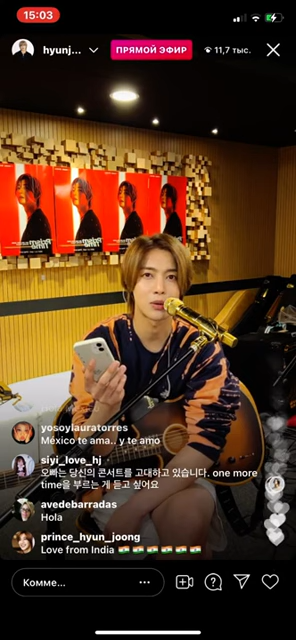 15:03
hyunj...
ПРЯМОЙ ЭФИР
11,7 тыс.
yosoylauratorres
México te ama.. y te amo
siyi_love_hj
오빠는 당신의 콘서트를 고대하고 있습니다. one more
time을 부르는 게 듣고 싶어요
avedebarradas
Hola
prince_hyun_joong
Love from India 🇮🇳🇮🇳🇮🇳🇮🇳🇮🇳🇮🇳
Комме...